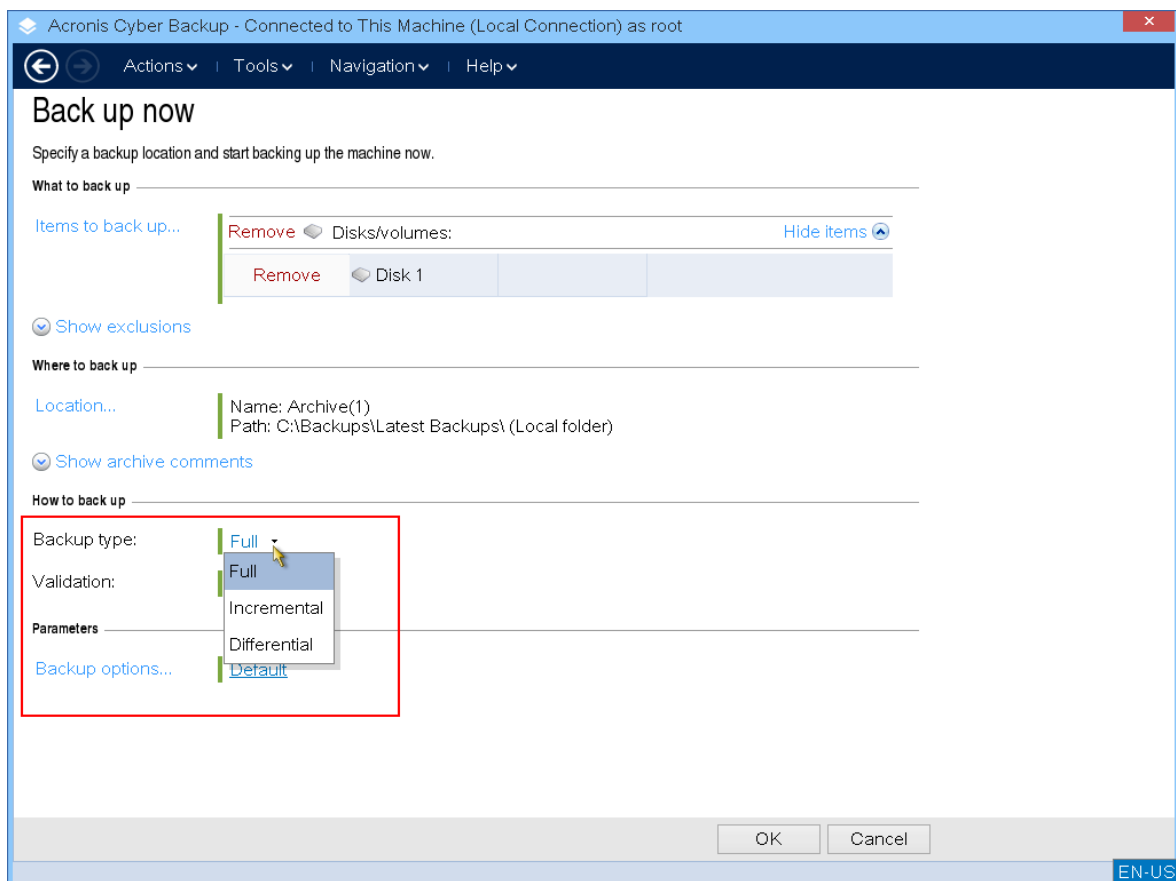 Acronis Cyber Backup - Connected to This Machine (Local Connection) as root
Actions Tools Navigation Help
Back up now
Specify a backup location and start backing up the machine now.
What to back up
Items to back up...
Remove Disks/volumes: Hide items
Remove Disk 1
Show exclusions
Where to back up
Location...
Name: Archive(1)
Path: C:\Backups\Latest Backups\ (Local folder)
Show archive comments
How to back up
Backup type: Full
Full
Validation:
Incremental
Parameters
Differential
Backup options... Default
OK Cancel
EN-US